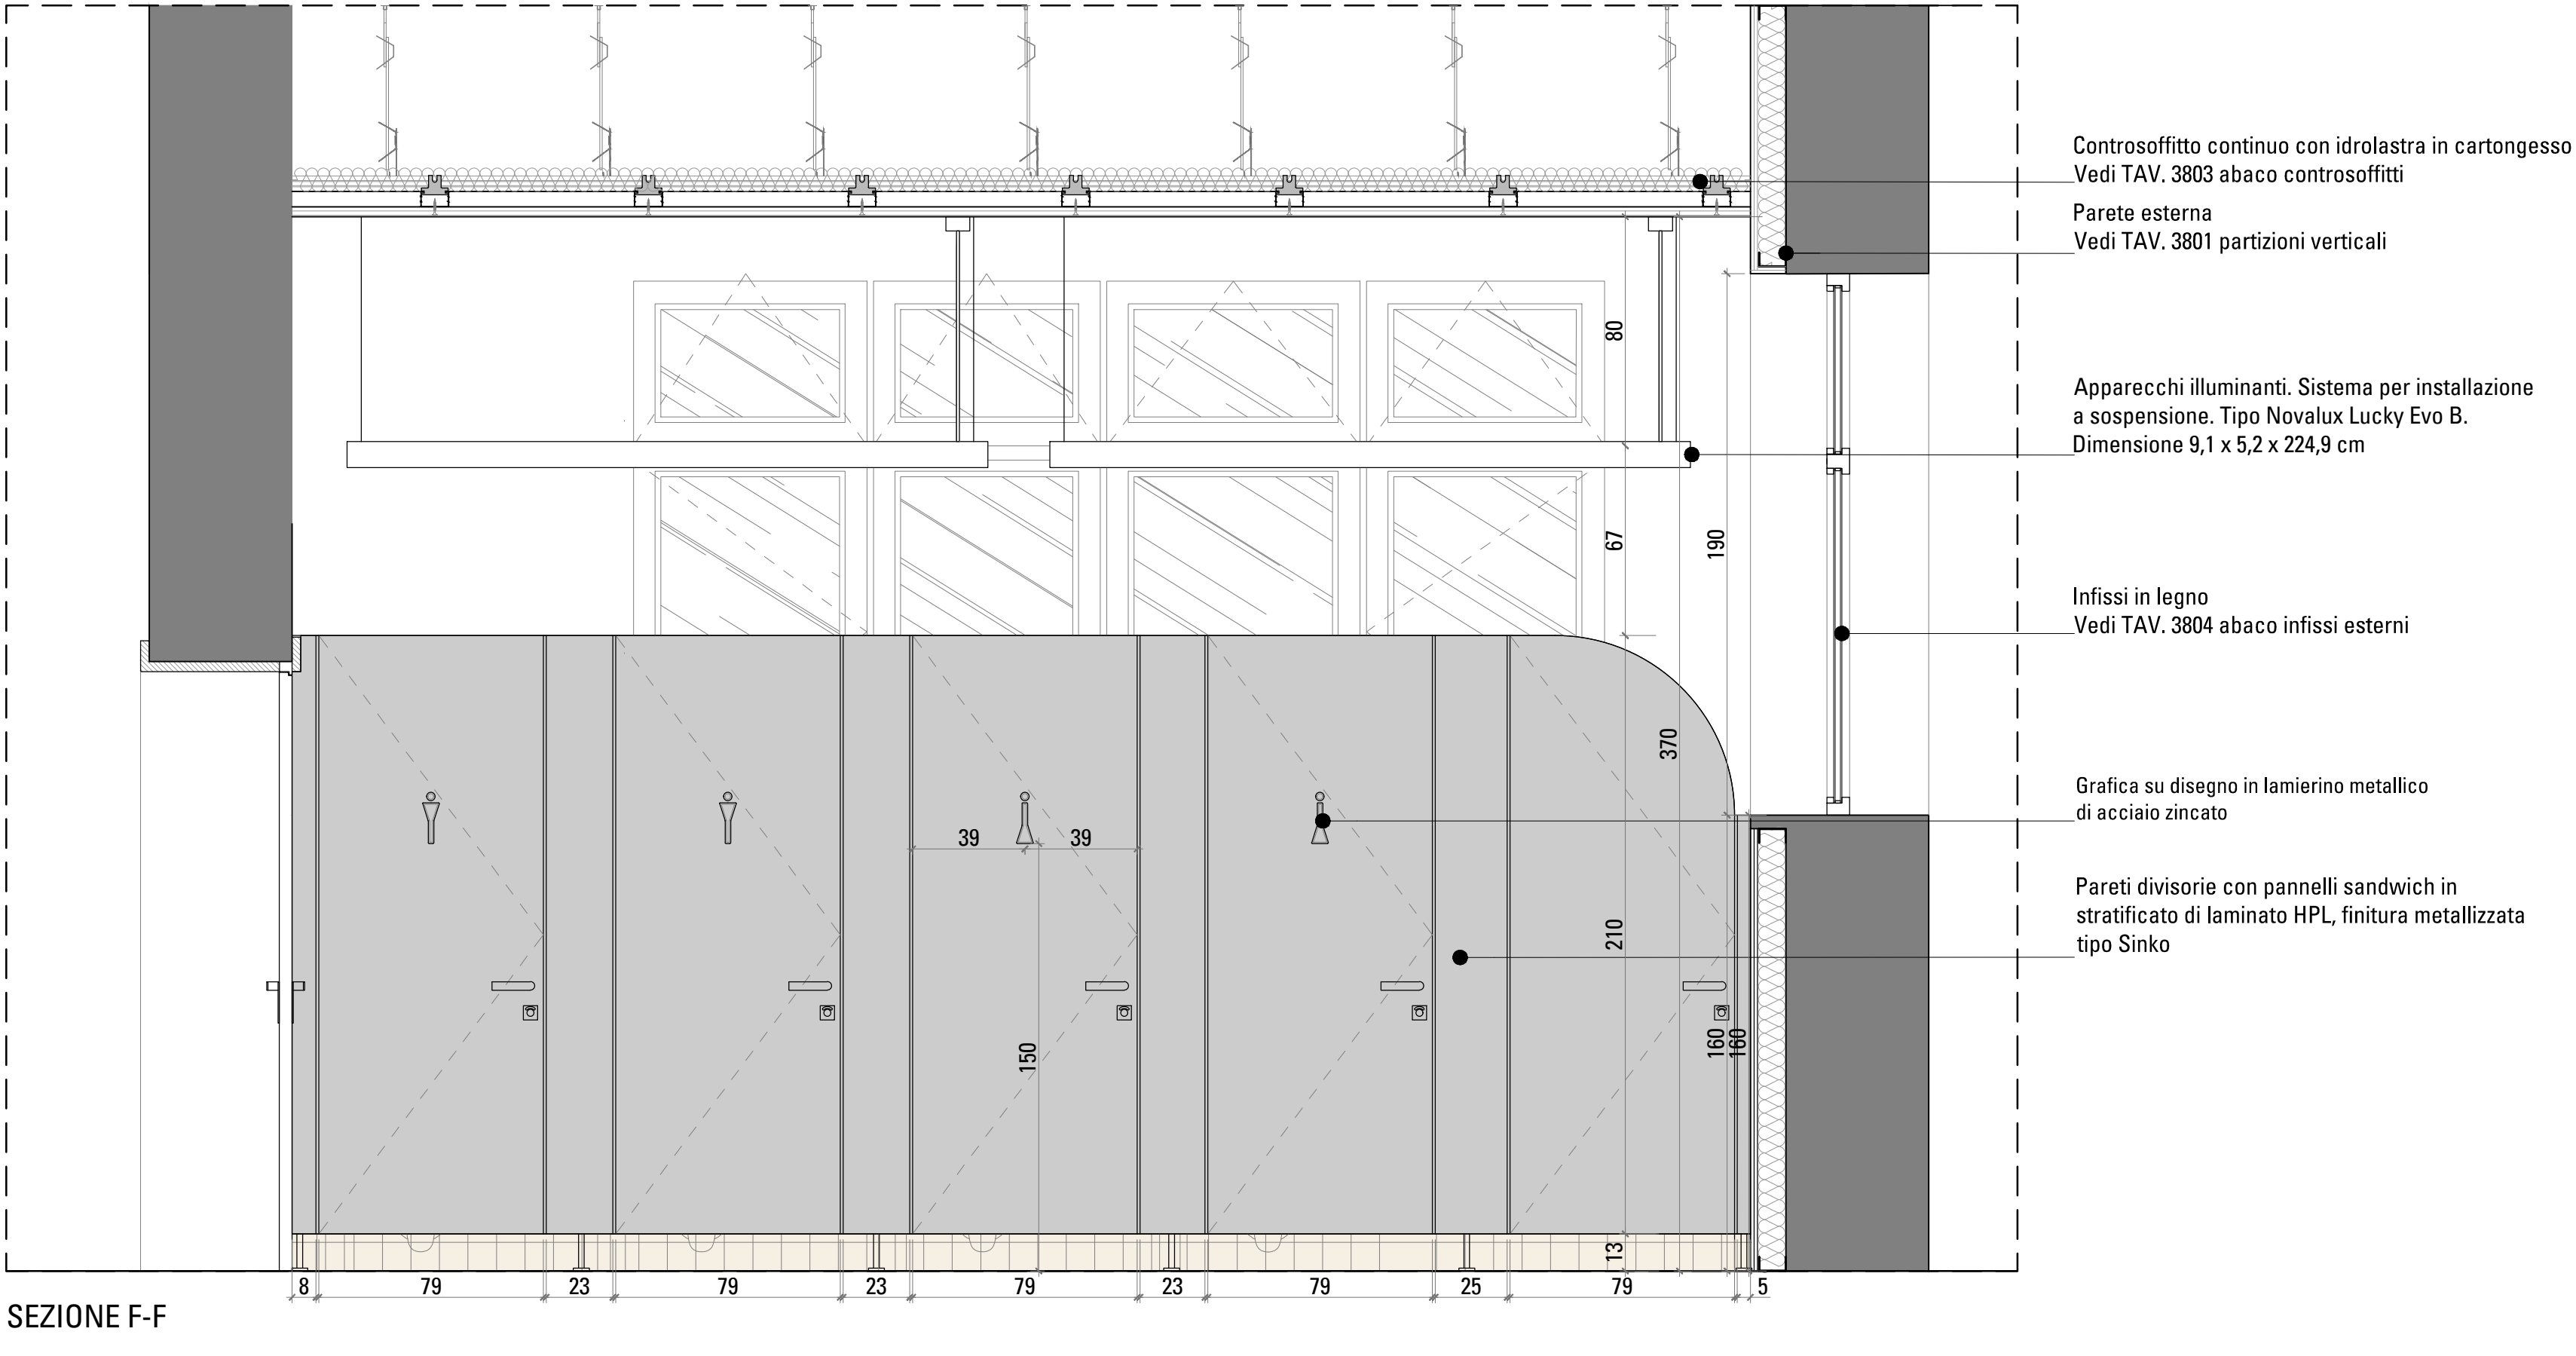 Controsoffitto continuo con idrolastra in cartongesso
Vedi TAV. 3803 abaco controsoffitti
Parete esterna
Vedi TAV. 3801 partizioni verticali
80
Apparecchi illuminanti. Sistema per installazione
a sospensione. Tipo Novalux Lucky Evo B.
Dimensione 9,1 x 5,2 x 224,9 cm
67
190
Infissi in legno
Vedi TAV. 3804 abaco infissi esterni
370
Grafica su disegno in lamierino metallico
di acciaio zincato
39
39
Pareti divisorie con pannelli sandwich in
stratificato di laminato HPL, finitura metallizzata
tipo Sinko
210
150
160
160
13
8
79
23
79
23
79
23
79
25
79
5
SEZIONE F-F